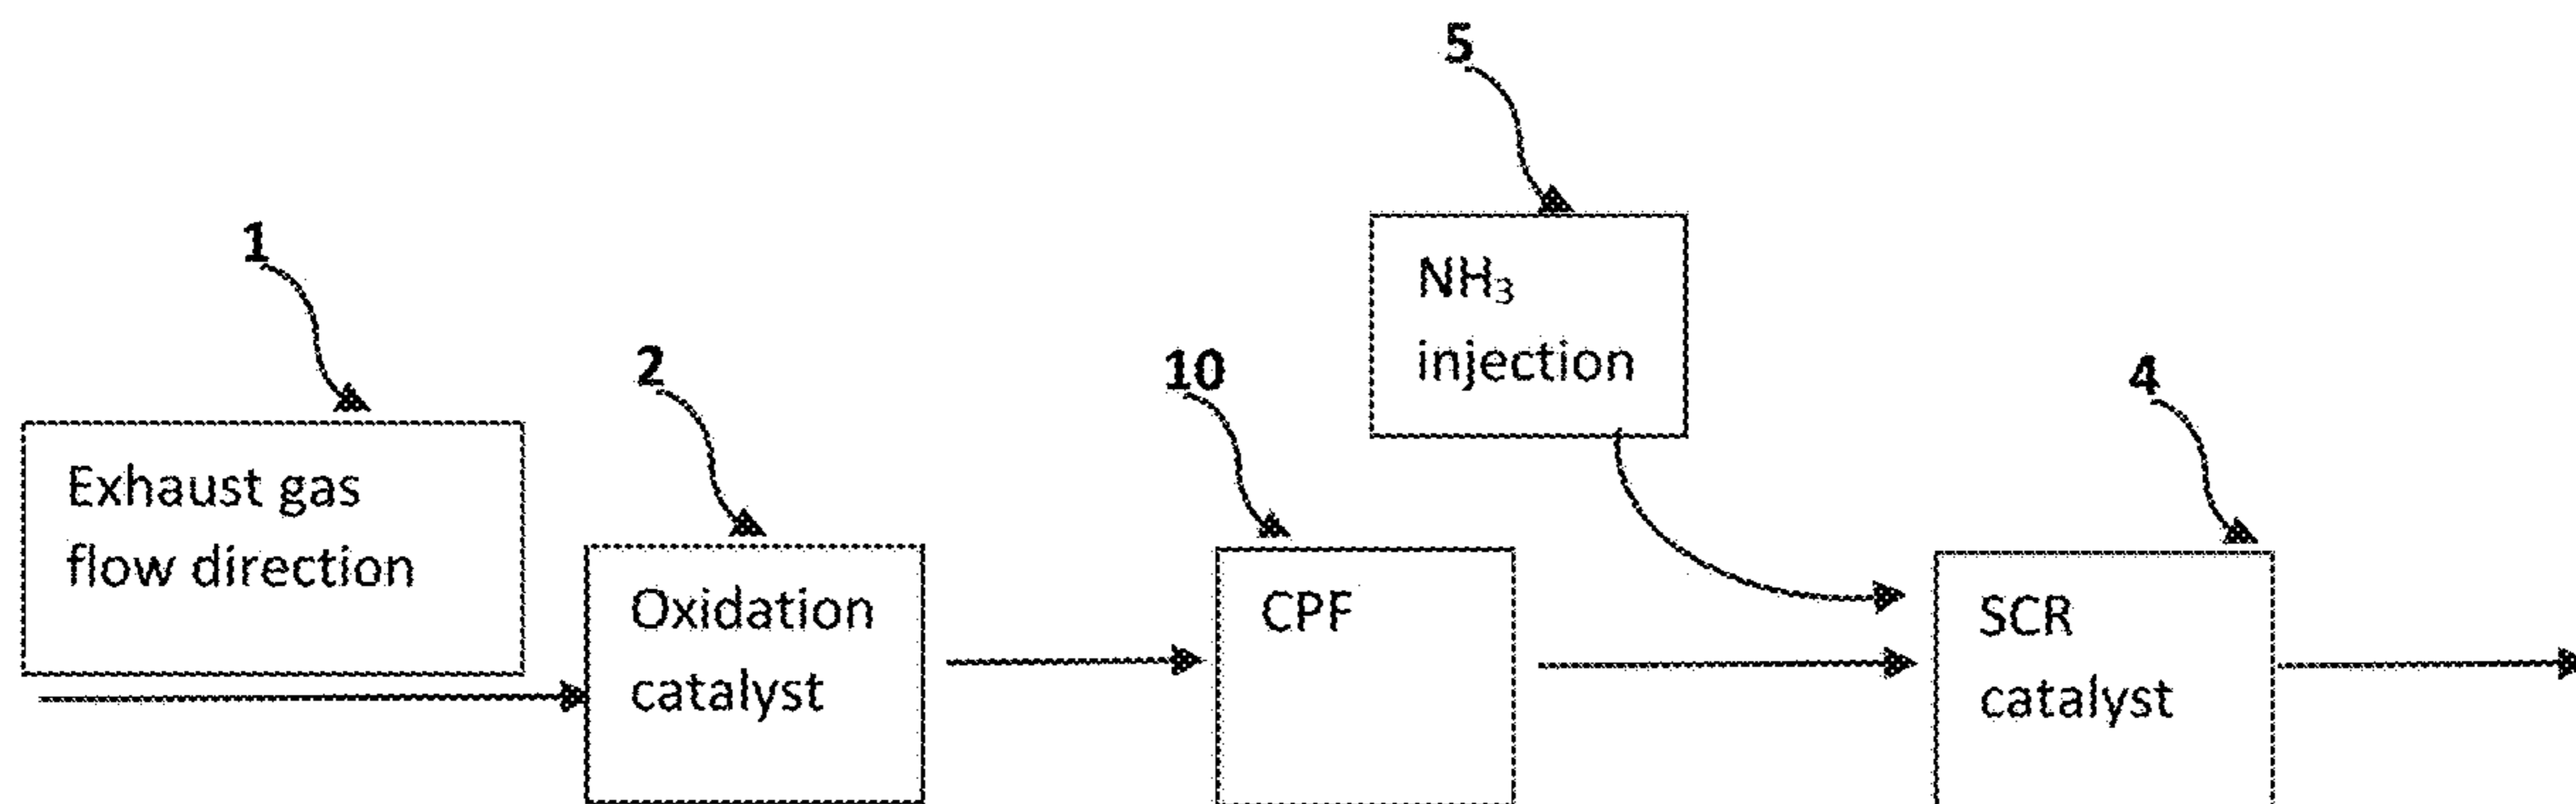 5
1
NH₃
injection
2
10
4
Exhaust gas
flow direction
Oxidation
catalyst
CPF
SCR
catalyst